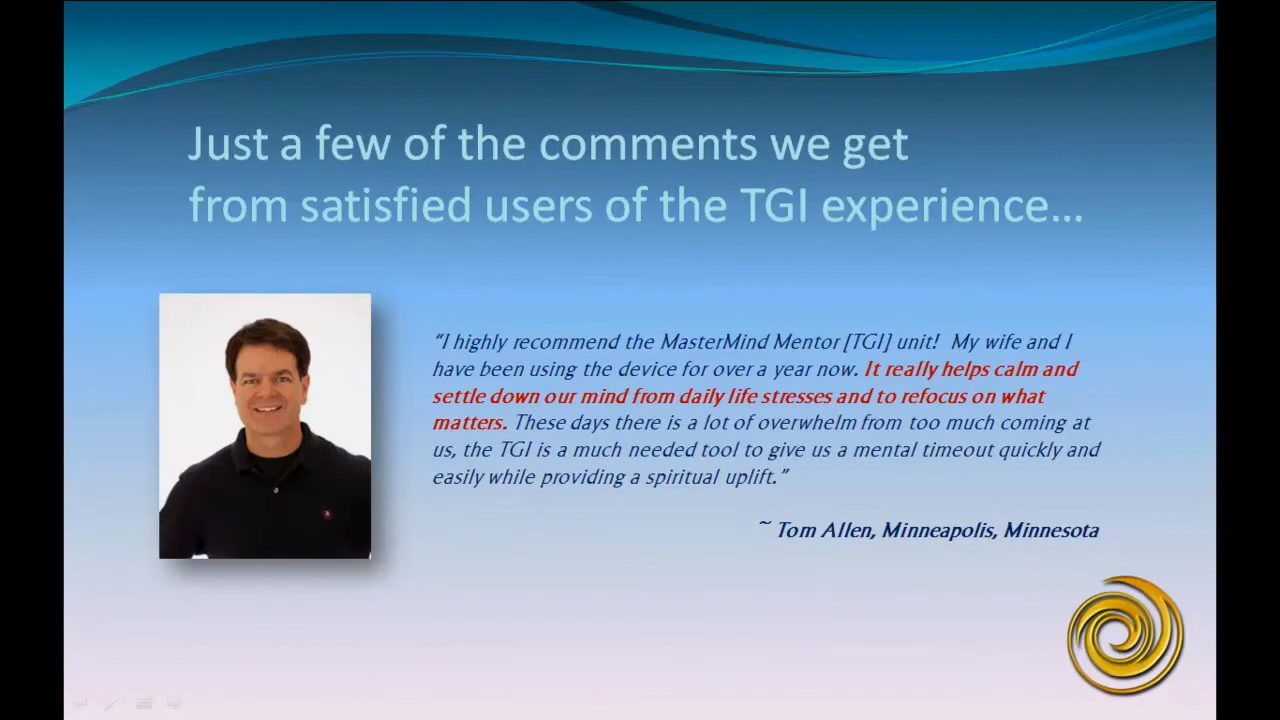 Just a few of the comments we get
from satisfied users of the TGI experience...
“I highly recommend the MasterMind Mentor [TGI] unit!  My wife and I
have been using the device for over a year now. It really helps calm and
settle down our mind from daily life stresses and to refocus on what
matters. These days there is a lot of overwhelm from too much coming at
us, the TGI is a much needed tool to give us a mental timeout quickly and
easily while providing a spiritual uplift.”
~ Tom Allen, Minneapolis, Minnesota